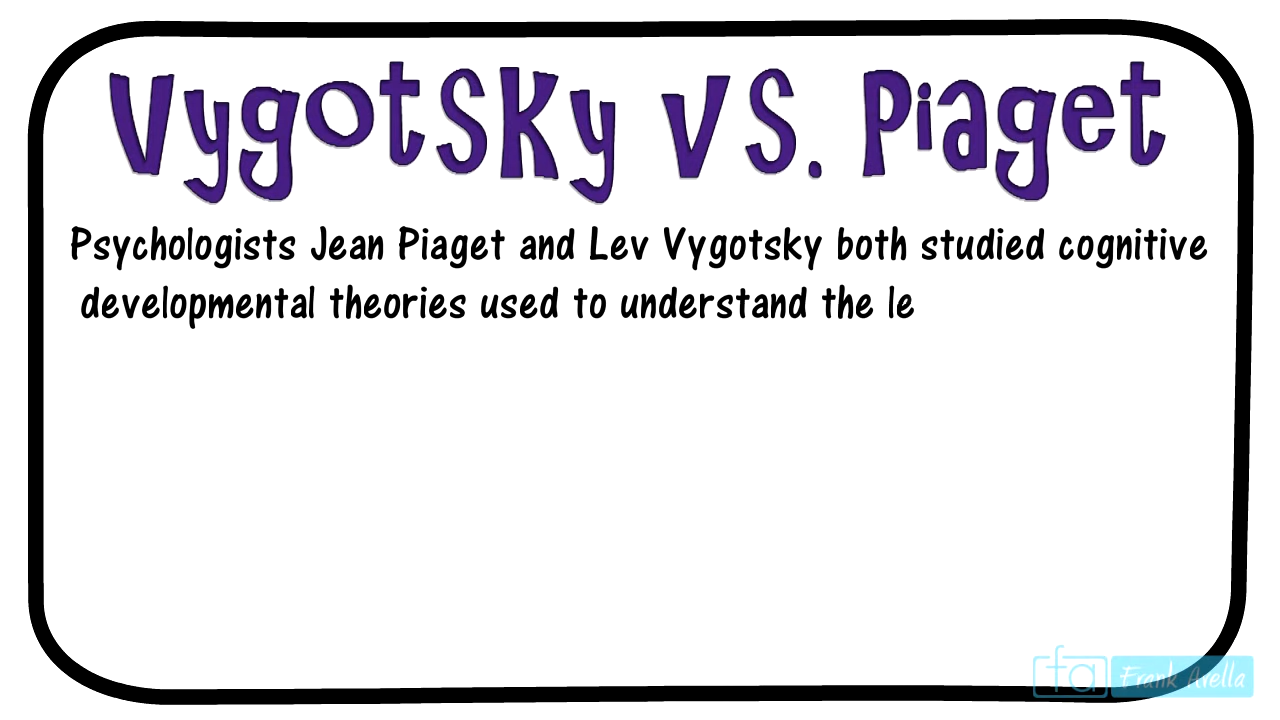 Vygotsky vs. Piaget
Psychologists Jean Piaget and Lev Vygotsky both studied cognitive
developmental theories used to understand the le
fa Frank Avella